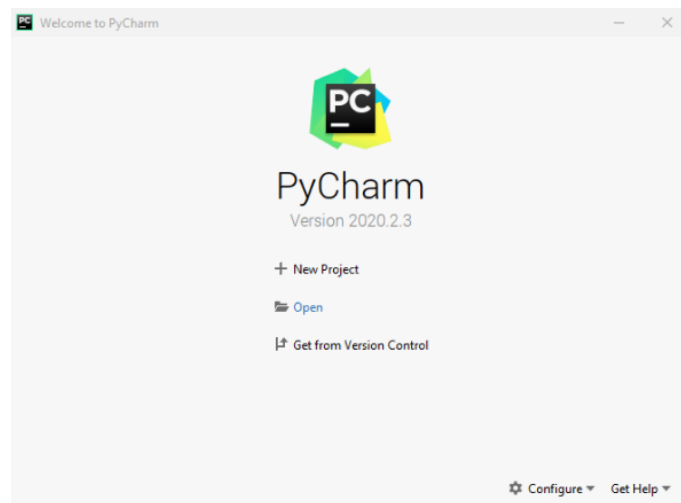 PC Welcome to PyCharm
PC
PyCharm
Version 2020.2.3
New Project
Open
Get from Version Control
Configure Get Help